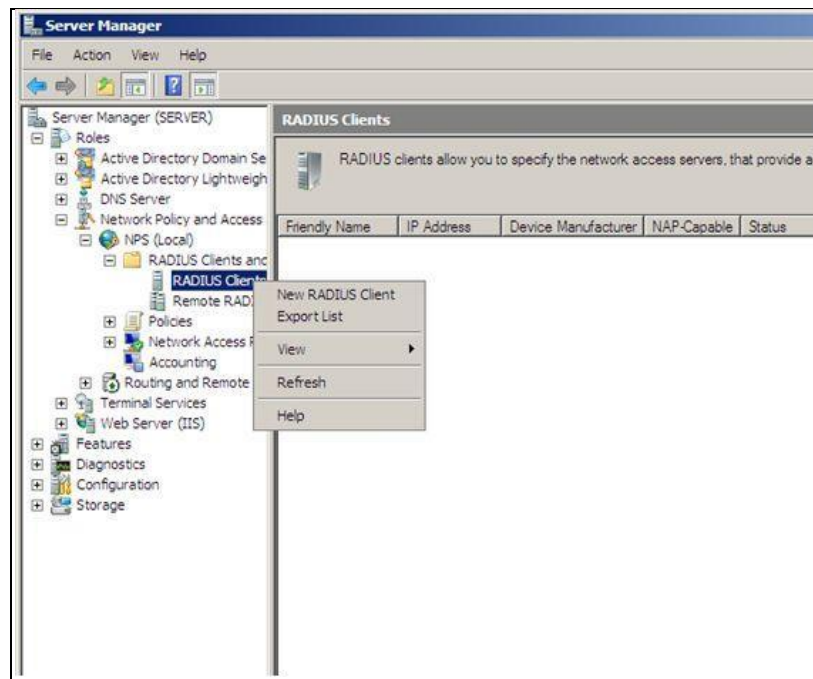 Server Manager
File Action View Help
Server Manager (SERVER)
Roles
Active Directory Domain Se
Active Directory Lightweigh
DNS Server
Network Policy and Access
NPS (Local)
RADIUS Clients and
RADIUS Clients
Remote RADI
Policies
Network Access P
Accounting
Routing and Remote
Terminal Services
Web Server (IIS)
Features
Diagnostics
Configuration
Storage
RADIUS Clients
RADIUS clients allow you to specify the network access servers, that provide a
Friendly Name IP Address Device Manufacturer NAP-Capable Status
New RADIUS Client
Export List
View
Refresh
Help